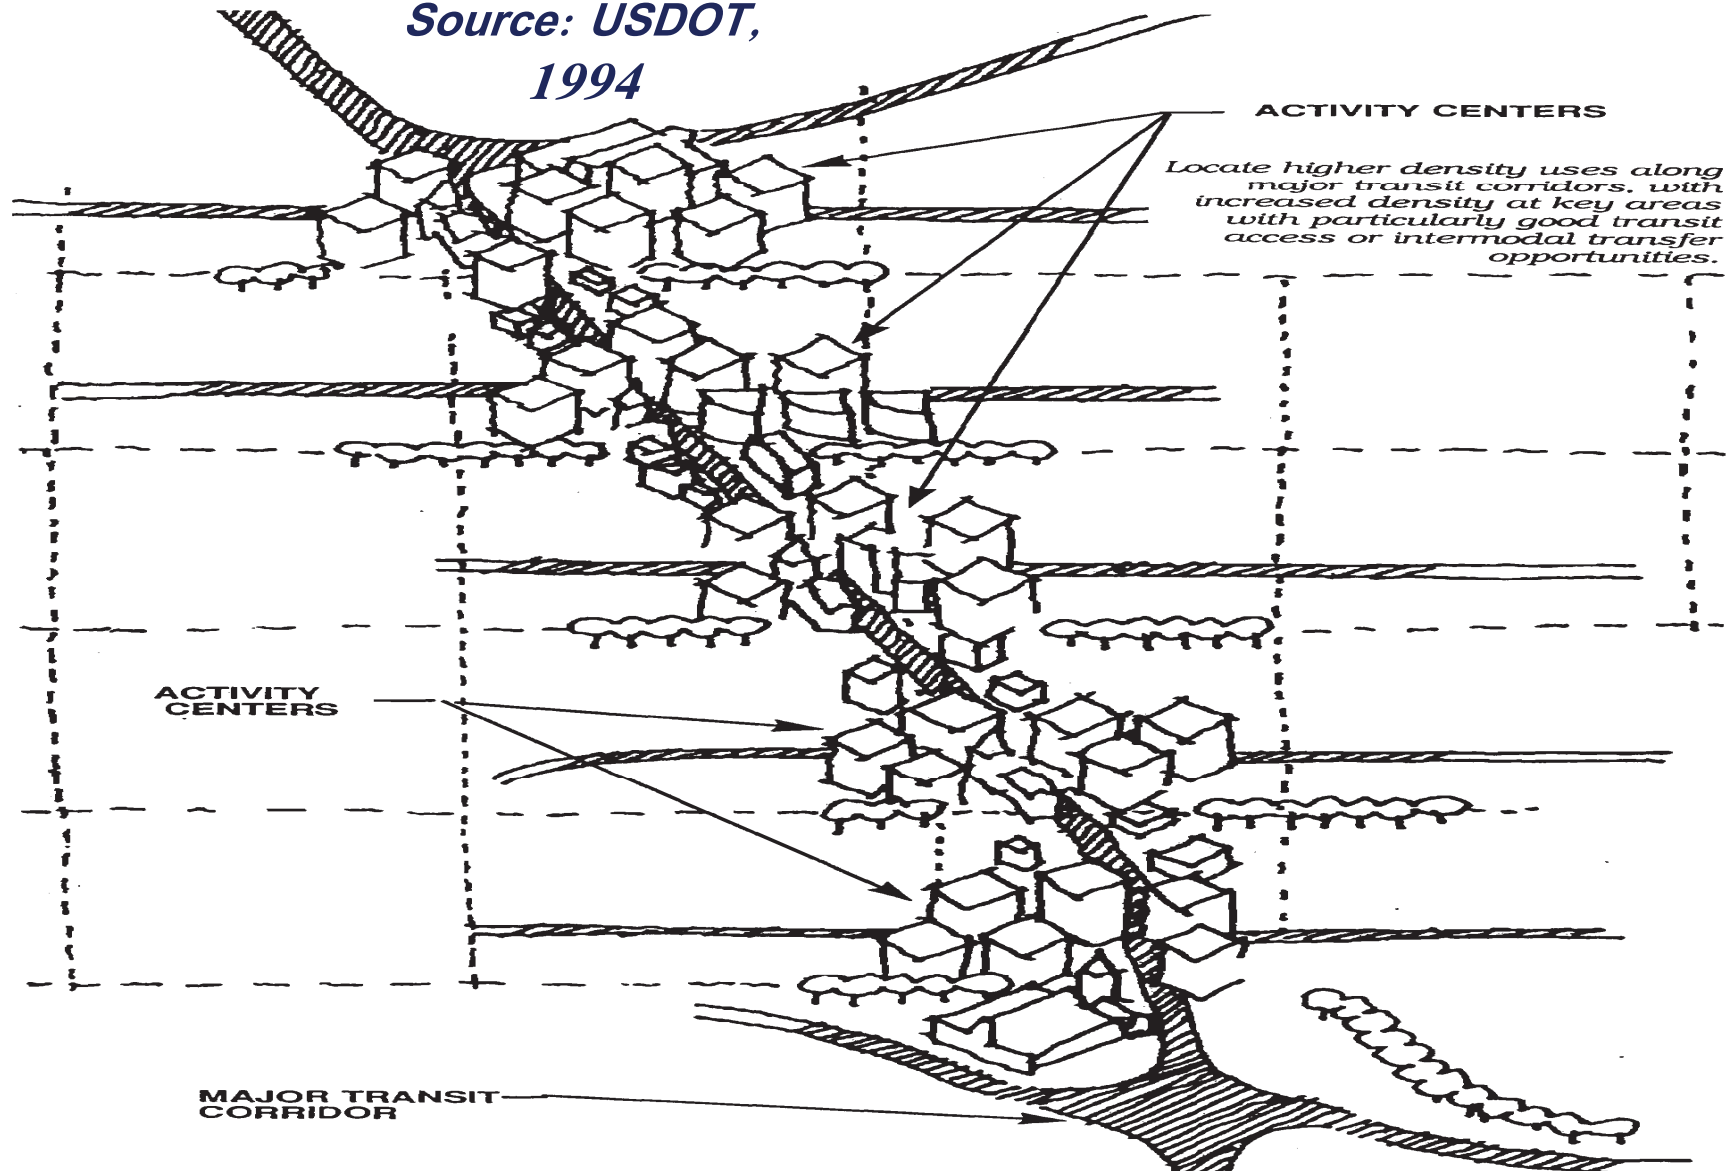 Source: USDOT,
1994
ACTIVITY CENTERS
Locate higher density uses along
major transit corridors, with
increased density at key areas
with particularly good transit
access or intermodal transfer
opportunities.
ACTIVITY
CENTERS
MAJOR TRANSIT
CORRIDOR